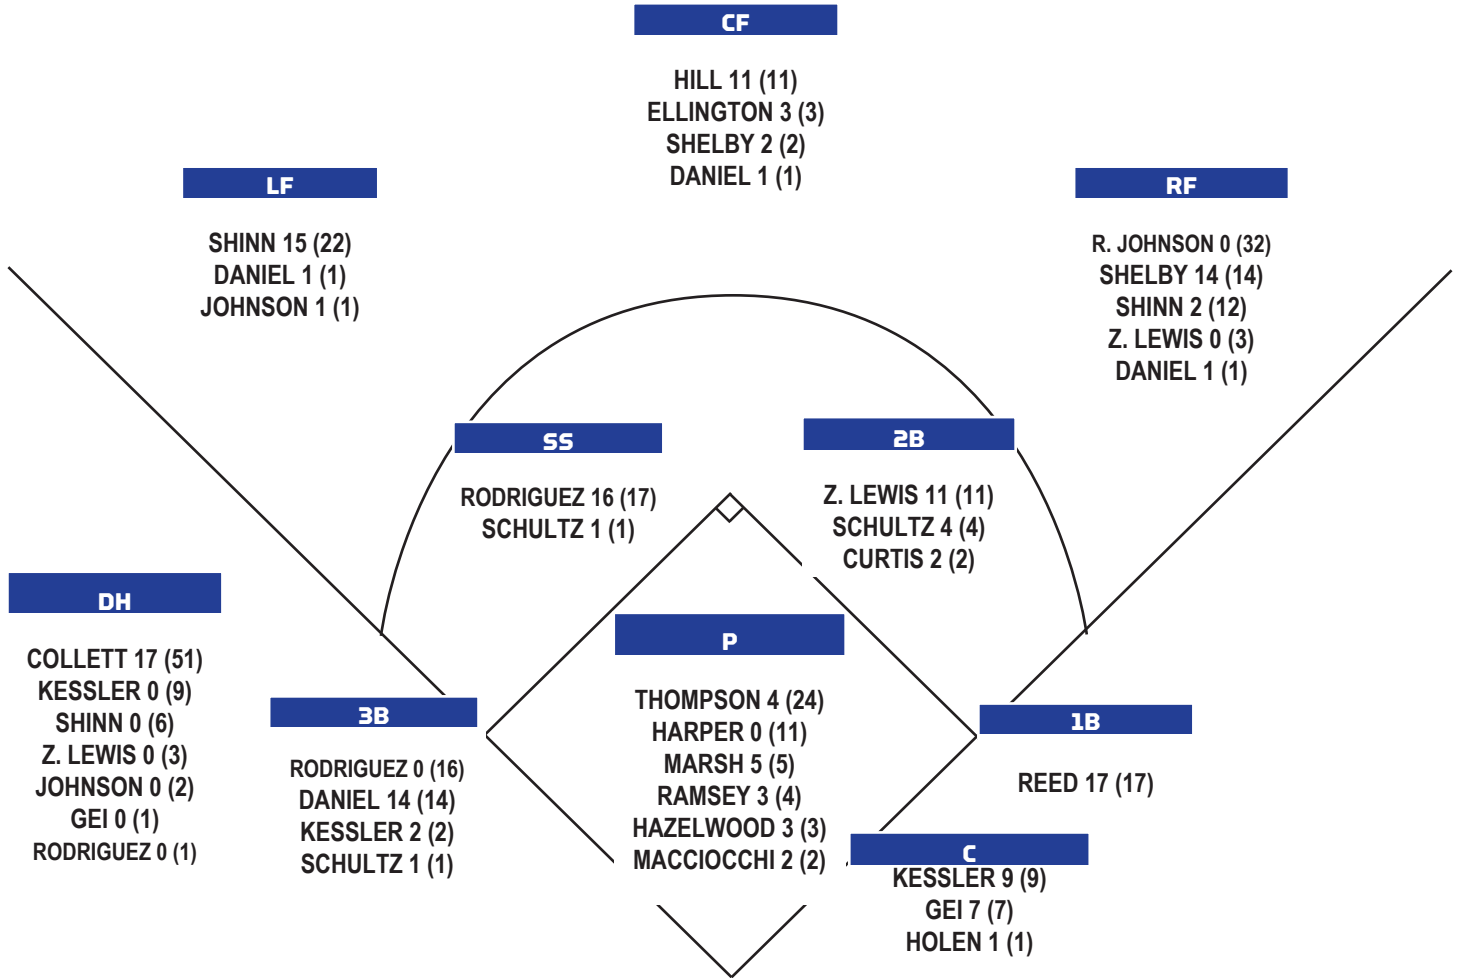 CF
HILL 11 (11)
ELLINGTON 3 (3)
SHELBY 2 (2)
DANIEL 1 (1)
LF
SHINN 15 (22)
DANIEL 1 (1)
JOHNSON 1 (1)
RF
R. JOHNSON 0 (32)
SHELBY 14 (14)
SHINN 2 (12)
Z. LEWIS 0 (3)
DANIEL 1 (1)
SS
RODRIGUEZ 16 (17)
SCHULTZ 1 (1)
2B
Z. LEWIS 11 (11)
SCHULTZ 4 (4)
CURTIS 2 (2)
DH
COLLETT 17 (51)
KESSLER 0 (9)
SHINN 0 (6)
Z. LEWIS 0 (3)
JOHNSON 0 (2)
GEI 0 (1)
RODRIGUEZ 0 (1)
3B
RODRIGUEZ 0 (16)
DANIEL 14 (14)
KESSLER 2 (2)
SCHULTZ 1 (1)
P
THOMPSON 4 (24)
HARPER 0 (11)
MARSH 5 (5)
RAMSEY 3 (4)
HAZELWOOD 3 (3)
MACCIOCCHI 2 (2)
1B
REED 17 (17)
C
KESSLER 9 (9)
GEI 7 (7)
HOLEN 1 (1)